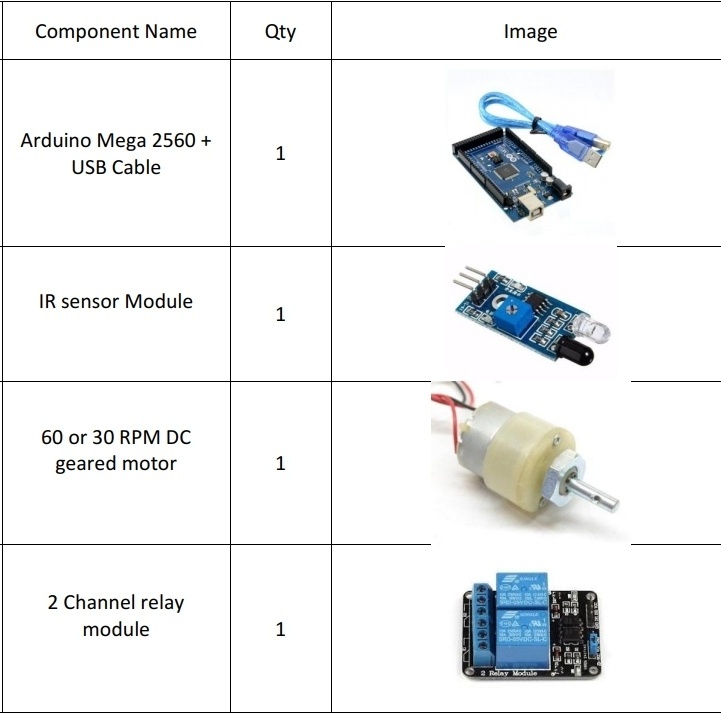 Component Name Qty Image
Arduino Mega 2560 +
USB Cable
1
IR sensor Module
1
60 or 30 RPM DC
geared motor
1
2 Channel relay
module
1
2 Relay Module